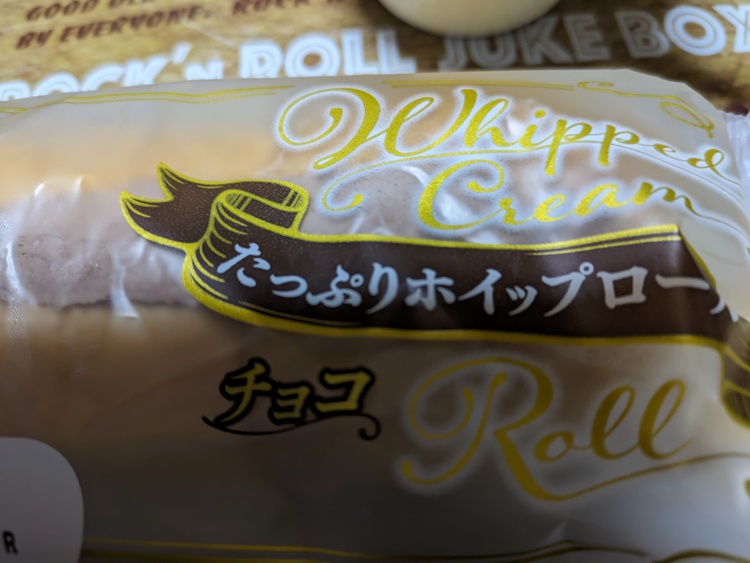 BY EVERYONE. ROCK
ROCK'n ROLL JUKE BOX
Whipped
Cream
たっぷりホイップロール
チョコ
Roll
R